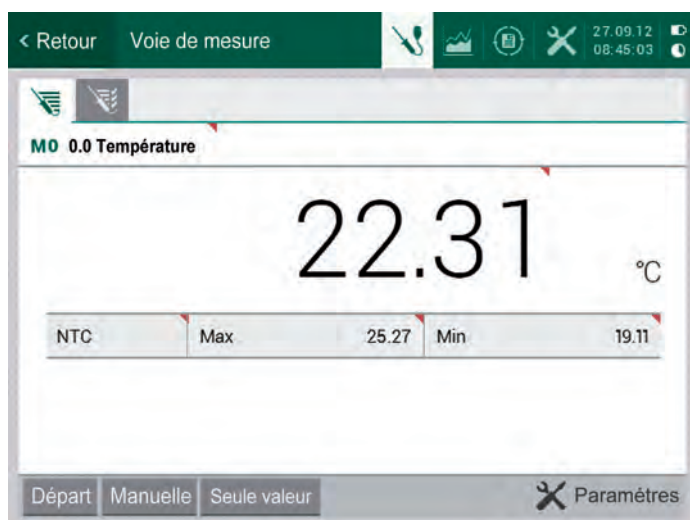 < Retour Voie de mesure 27.09.12
08:45:03
M0 0.0 Température
22.31 °C
NTC Max 25.27 Min 19.11
Départ Manuelle Seule valeur Paramétres